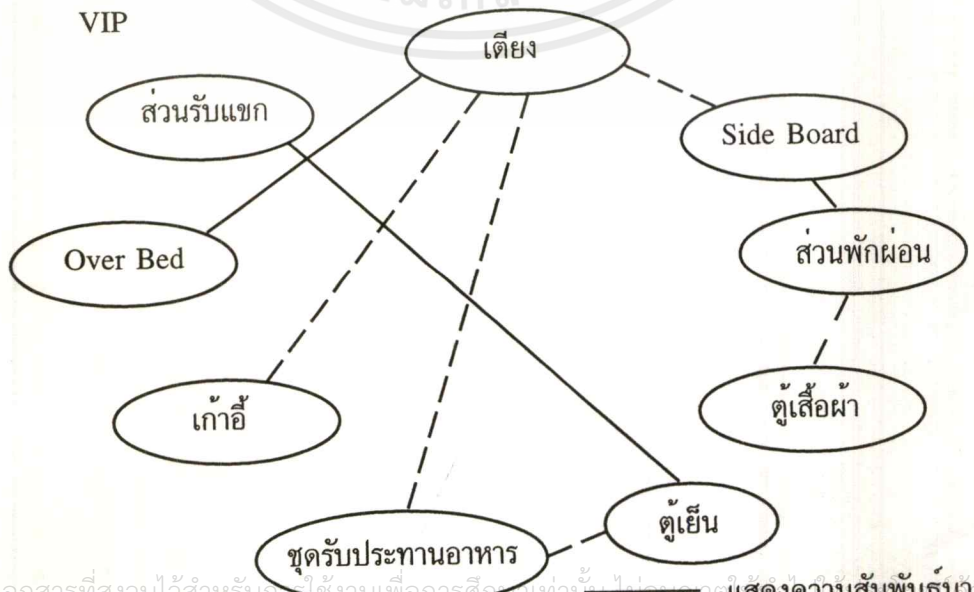 VIP
เตียง
ส่วนรับแขก
Side Board
Over Bed
ส่วนพักผ่อน
เก้าอี้
ตู้เสื้อผ้า
ตู้เย็น
ชุดรับประทานอาหาร
แสดงความสัมพันธ์